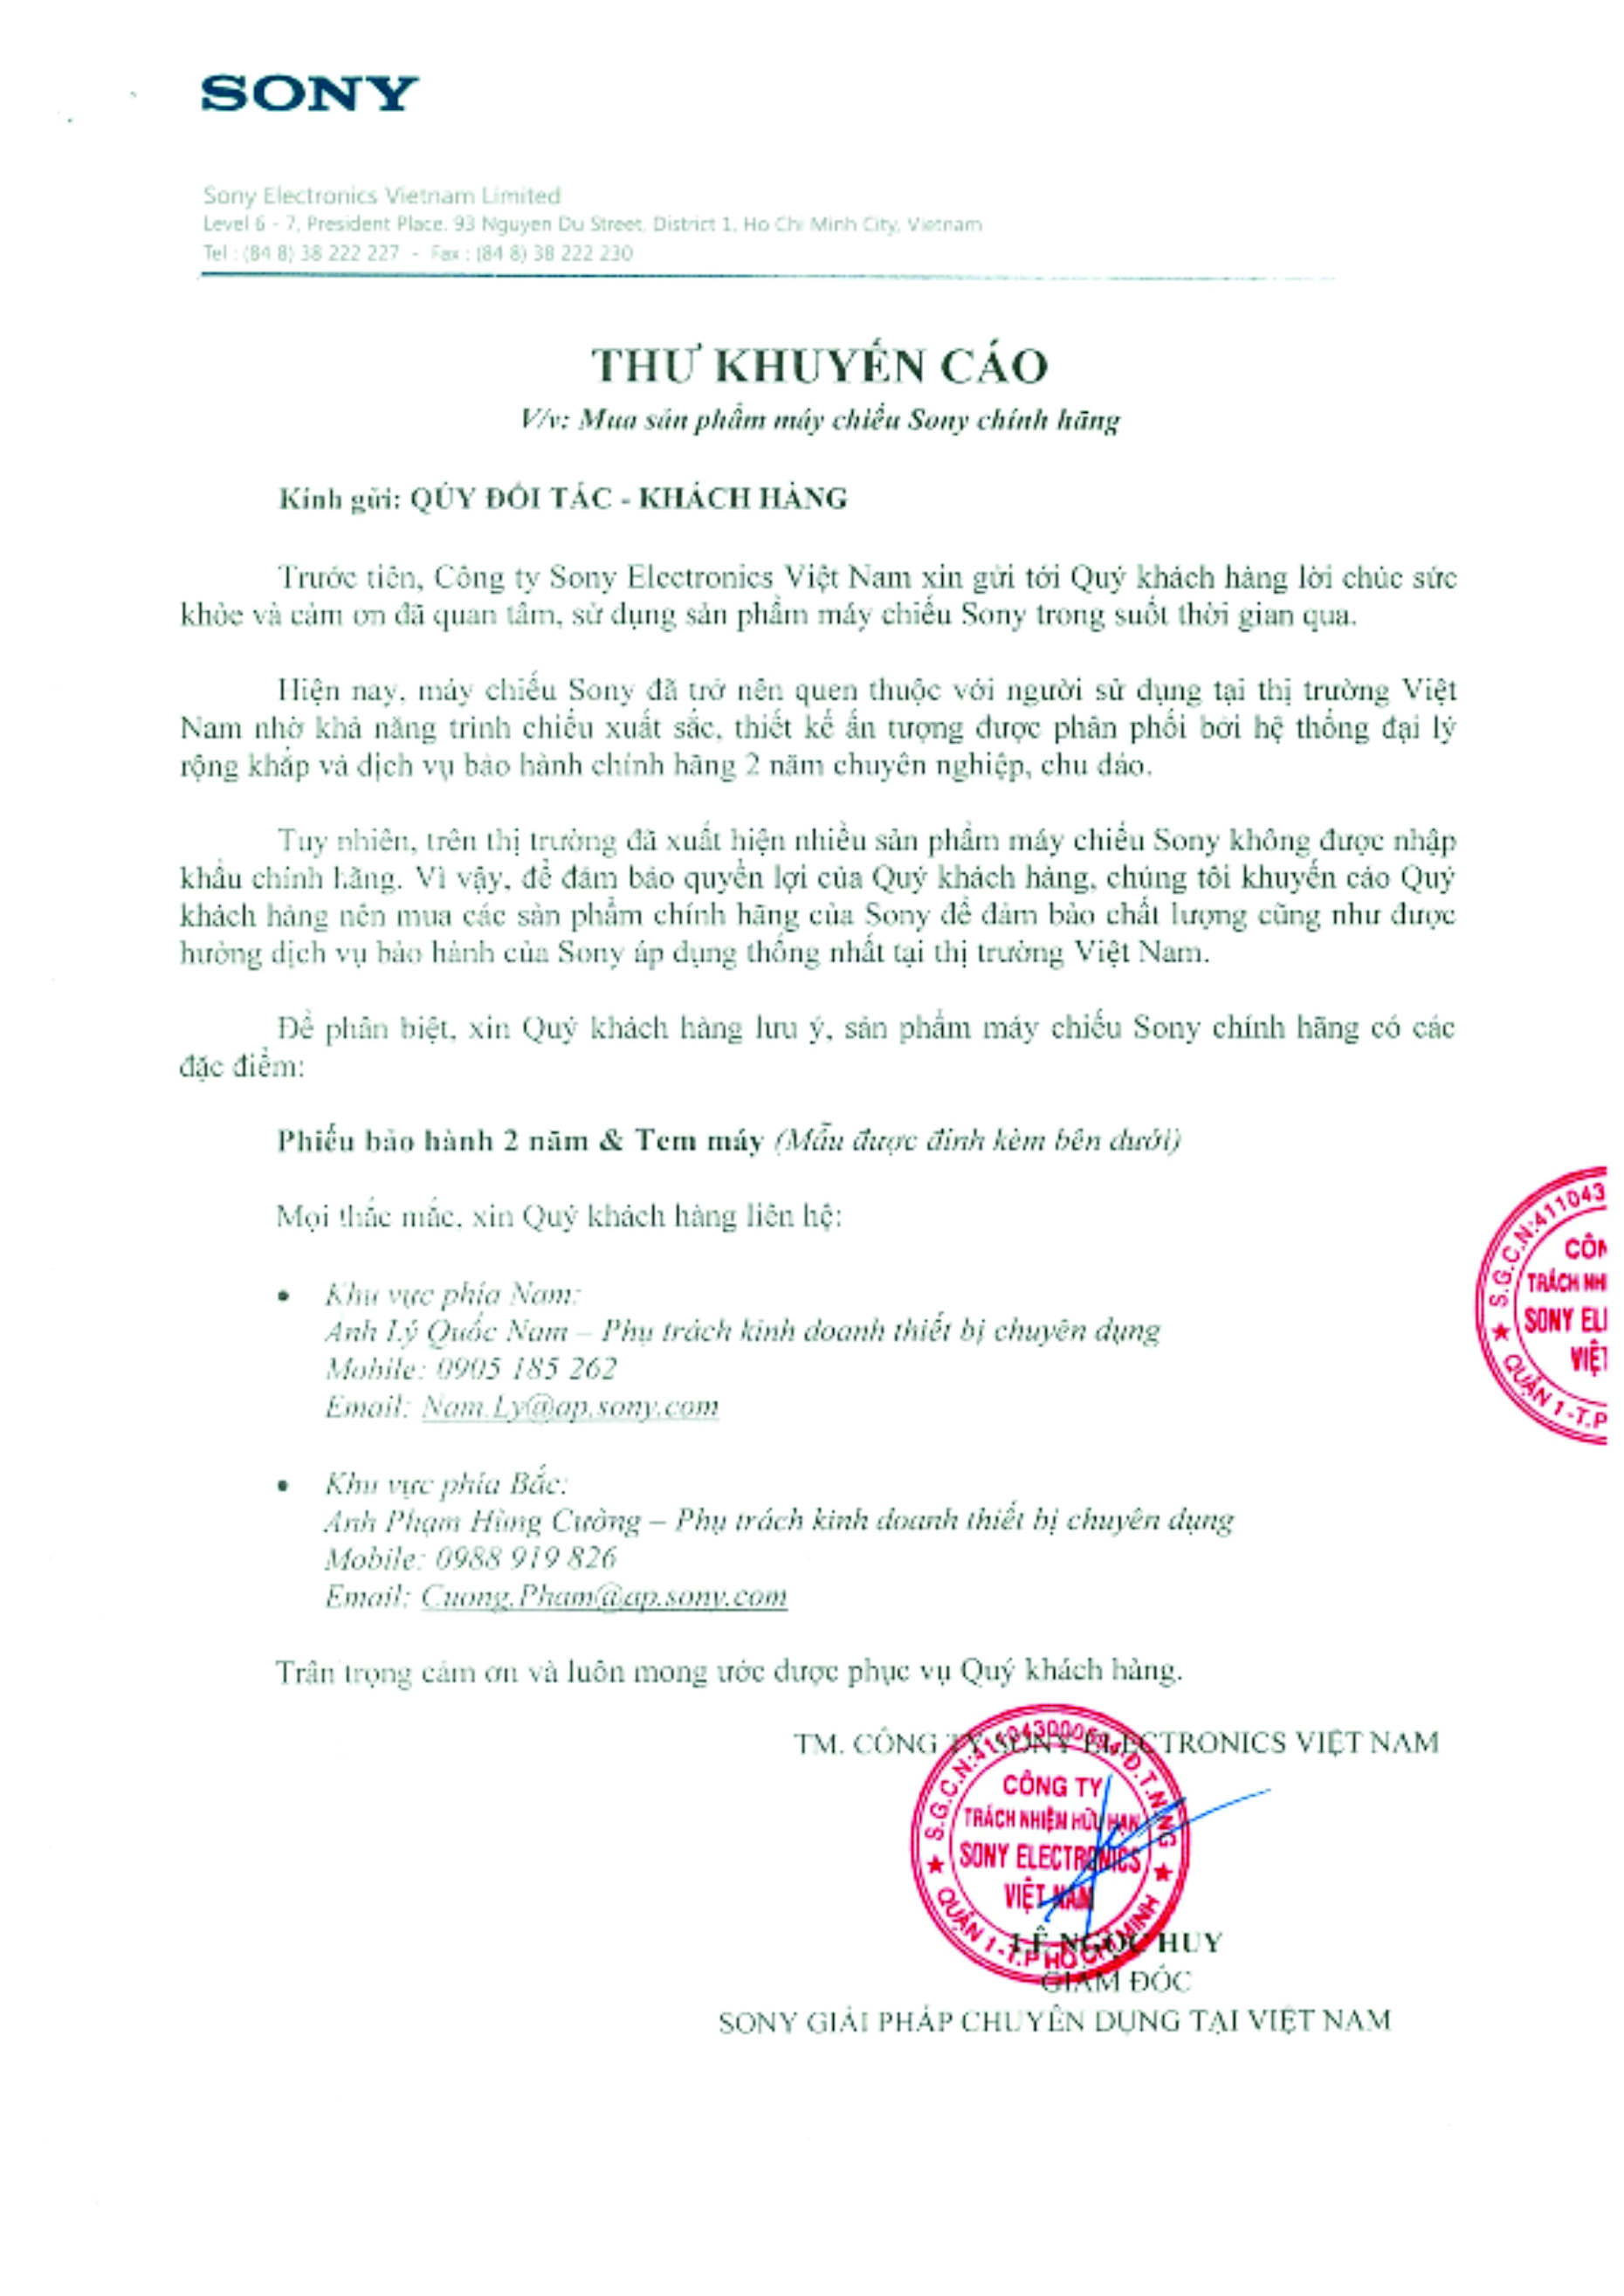 SONY
Sony Electronics Vietnam Limited
Level 6 - 7, President Place. 93 Nguyen Du Street, District 1, Ho Chi Minh City, Vietnam
Tel : (84 8) 38 222 227 - Fax : (84 8) 38 222 230
THƯ KHUYẾN CÁO
V/v: Mua sản phẩm máy chiếu Sony chính hãng
Kính gửi: QÚY ĐỐI TÁC - KHÁCH HÀNG
Trước tiên, Công ty Sony Electronics Việt Nam xin gửi tới Quý khách hàng lời chúc sức
khỏe và cảm ơn đã quan tâm, sử dụng sản phẩm máy chiếu Sony trong suốt thời gian qua.
Hiện nay, máy chiếu Sony đã trở nên quen thuộc với người sử dụng tại thị trường Việt
Nam nhờ khả năng trình chiếu xuất sắc, thiết kế ấn tượng được phân phối bởi hệ thống đại lý
rộng khắp và dịch vụ bảo hành chính hãng 2 năm chuyên nghiệp, chu đáo.
Tuy nhiên, trên thị trường đã xuất hiện nhiều sản phẩm máy chiếu Sony không được nhập
khẩu chính hãng. Vì vậy, để đảm bảo quyền lợi của Quý khách hàng, chúng tôi khuyến cáo Quý
khách hàng nên mua các sản phẩm chính hãng của Sony để đảm bảo chất lượng cũng như được
hưởng dịch vụ bảo hành của Sony áp dụng thống nhất tại thị trường Việt Nam.
Để phân biệt, xin Quý khách hàng lưu ý, sản phẩm máy chiếu Sony chính hãng có các
đặc điểm:
Phiếu bảo hành 2 năm & Tem máy (Mẫu được đính kèm bên dưới)
Mọi thắc mắc, xin Quý khách hàng liên hệ:
• Khu vực phía Nam:
Anh Lý Quốc Nam – Phụ trách kinh doanh thiết bị chuyên dụng
Mobile: 0905 185 262
Email: Nam.Ly@ap.sony.com
• Khu vực phía Bắc:
Anh Phạm Hùng Cường – Phụ trách kinh doanh thiết bị chuyên dụng
Mobile: 0988 919 826
Email: Cuong.Pham@ap.sony.com
Trân trọng cảm ơn và luôn mong ước được phục vụ Quý khách hàng.
TM. CÔNG TY SONY ELECTRONICS VIỆT NAM
CÔNG TY
TRÁCH NHIỆM HỮU HẠN
SONY ELECTRONICS
VIỆT NAM
QUẬN 1-T.P HỒ CHÍ MINH
LÊ NGỌC HUY
GIÁM ĐỐC
SONY GIẢI PHÁP CHUYÊN DỤNG TẠI VIỆT NAM
S.G.C.N:411043
CÔN
TRÁCH NH
SONY EL
VIỆT
QUẬN 1-T.P